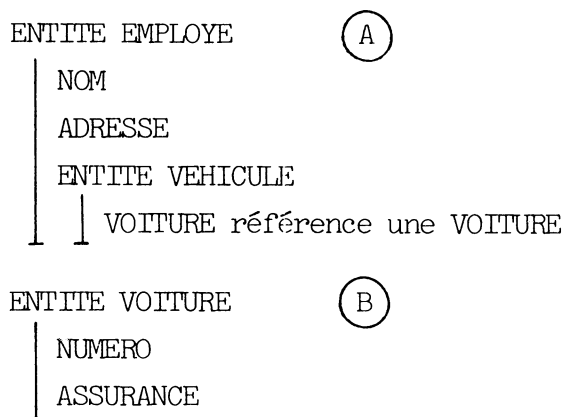 ENTITE EMPLOYE A
NOM
ADRESSE
ENTITE VEHICULE
VOITURE référence une VOITURE
ENTITE VOITURE B
NUMERO
ASSURANCE